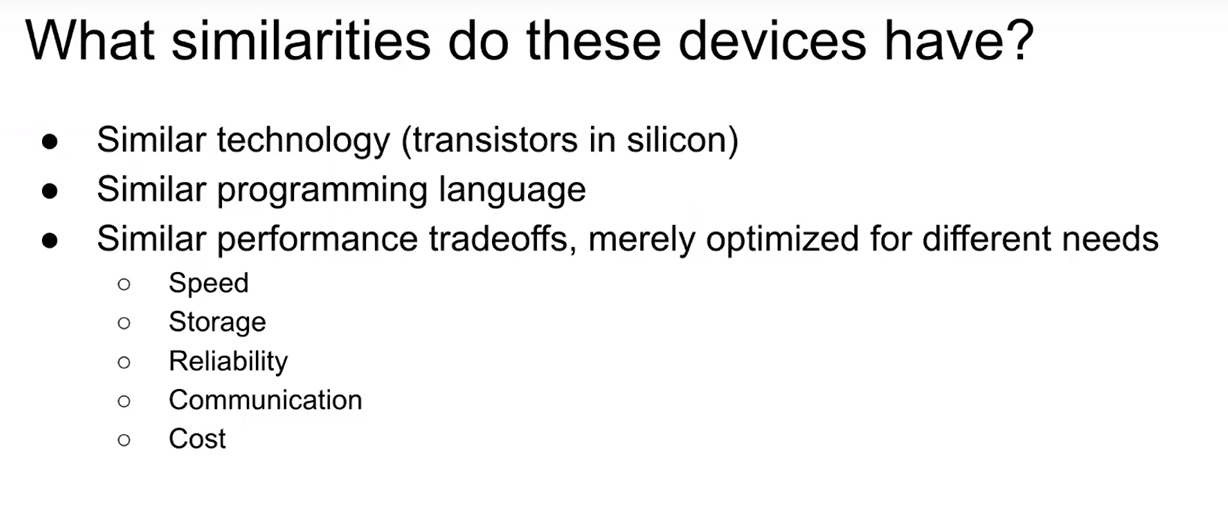 What similarities do these devices have?
● Similar technology (transistors in silicon)
● Similar programming language
● Similar performance tradeoffs, merely optimized for different needs
○ Speed
○ Storage
○ Reliability
○ Communication
○ Cost